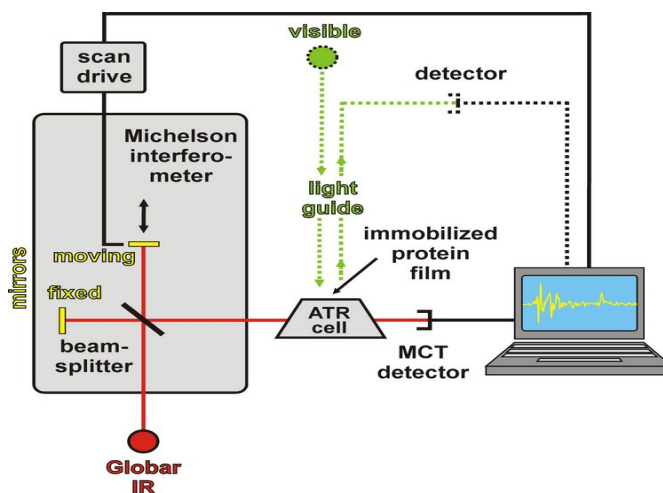 visible
scan
drive
detector
Michelson
interfero-
meter
light
guide
immobilized
protein
film
mirrors
moving
fixed
ATR
cell
beam-
splitter
MCT
detector
Globar
IR